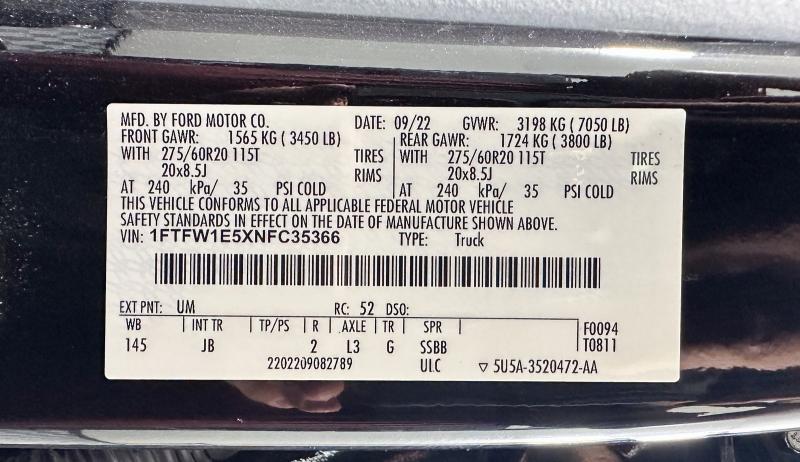 MFD. BY FORD MOTOR CO. DATE: 09/22 GVWR: 3198 KG ( 7050 LB)
FRONT GAWR: 1565 KG ( 3450 LB) REAR GAWR: 1724 KG ( 3800 LB)
WITH 275/60R20 115T TIRES WITH 275/60R20 115T TIRES
20x8.5J RIMS 20x8.5J RIMS
AT 240 kPa/ 35 PSI COLD AT 240 kPa/ 35 PSI COLD
THIS VEHICLE CONFORMS TO ALL APPLICABLE FEDERAL MOTOR VEHICLE
SAFETY STANDARDS IN EFFECT ON THE DATE OF MANUFACTURE SHOWN ABOVE.
VIN: 1FTFW1E5XNFC35366 TYPE: Truck
EXT PNT: UM RC: 52 DSO:
WB INT TR TP/PS R AXLE TR SPR F0094
145 JB 2 L3 G SSBB T0811
2202209082789 ULC ▽ 5U5A-3520472-AA